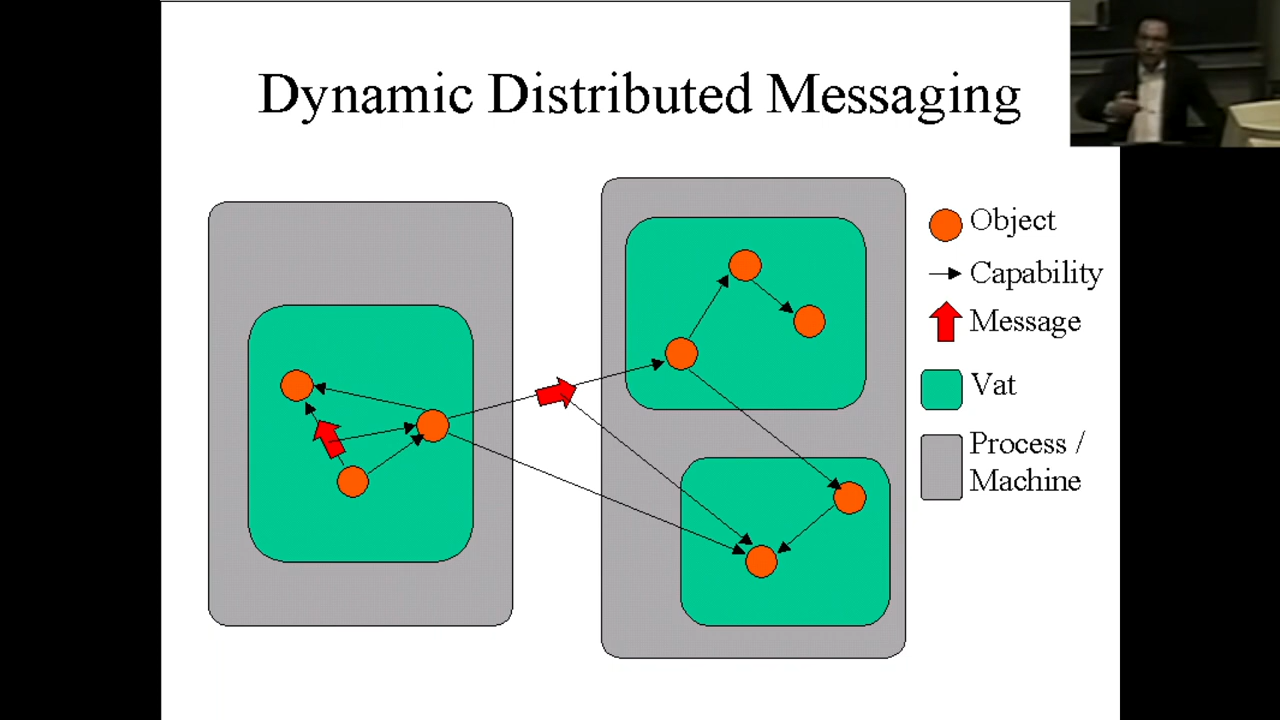 Dynamic Distributed Messaging
Object
Capability
Message
Vat
Process /
Machine